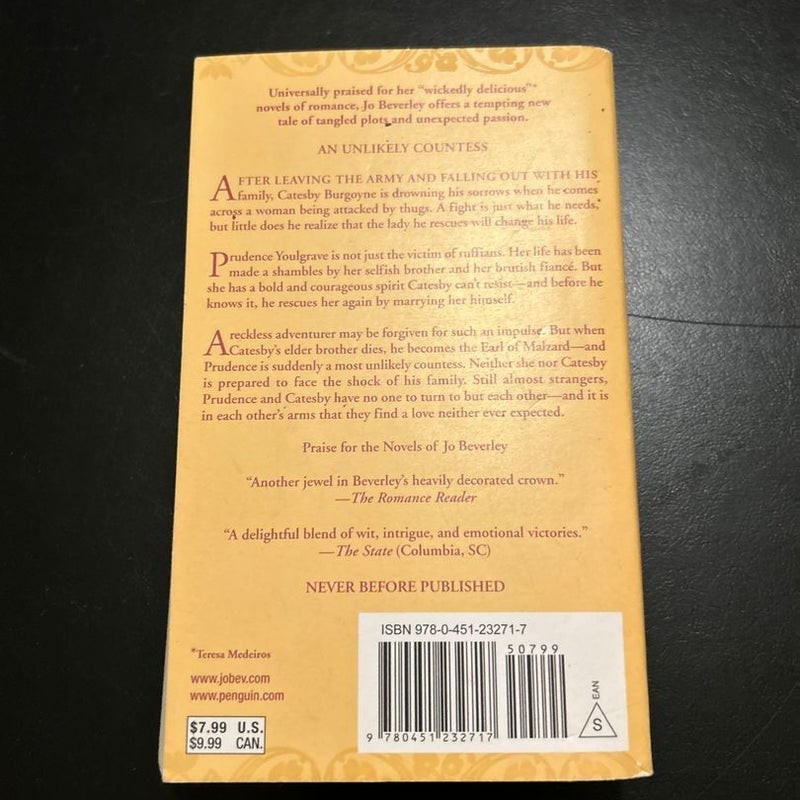 Universally praised for her "wickedly delicious"*
novels of romance, Jo Beverley offers a tempting new
tale of tangled plots and unexpected passion.
AN UNLIKELY COUNTESS
AFTER LEAVING THE ARMY AND FALLING OUT WITH HIS
family, Catesby Burgoyne is drowning his sorrows when he comes
across a woman being attacked by thugs. A fight is just what he needs,
but little does he realize that the lady he rescues will change his life.
Prudence Youlgrave is not just the victim of ruffians. Her life has been
made a shambles by her selfish brother and her brutish fiancé. But
she has a bold and courageous spirit Catesby can't resist—and before he
knows it, he rescues her again by marrying her himself.
A reckless adventurer may be forgiven for such an impulse. But when
Catesby's elder brother dies, he becomes the Earl of Malzard—and
Prudence is suddenly a most unlikely countess. Neither she nor Catesby
is prepared to face the shock of his family. Still almost strangers,
Prudence and Catesby have no one to turn to but each other—and it is
in each other's arms that they find a love neither ever expected.
Praise for the Novels of Jo Beverley
"Another jewel in Beverley's heavily decorated crown."
—The Romance Reader
"A delightful blend of wit, intrigue, and emotional victories."
—The State (Columbia, SC)
NEVER BEFORE PUBLISHED
ISBN 978-0-451-23271-7
50799
9 780451 232717
EAN
S
*Teresa Medeiros
www.jobev.com
www.penguin.com
$7.99 U.S.
$9.99 CAN.